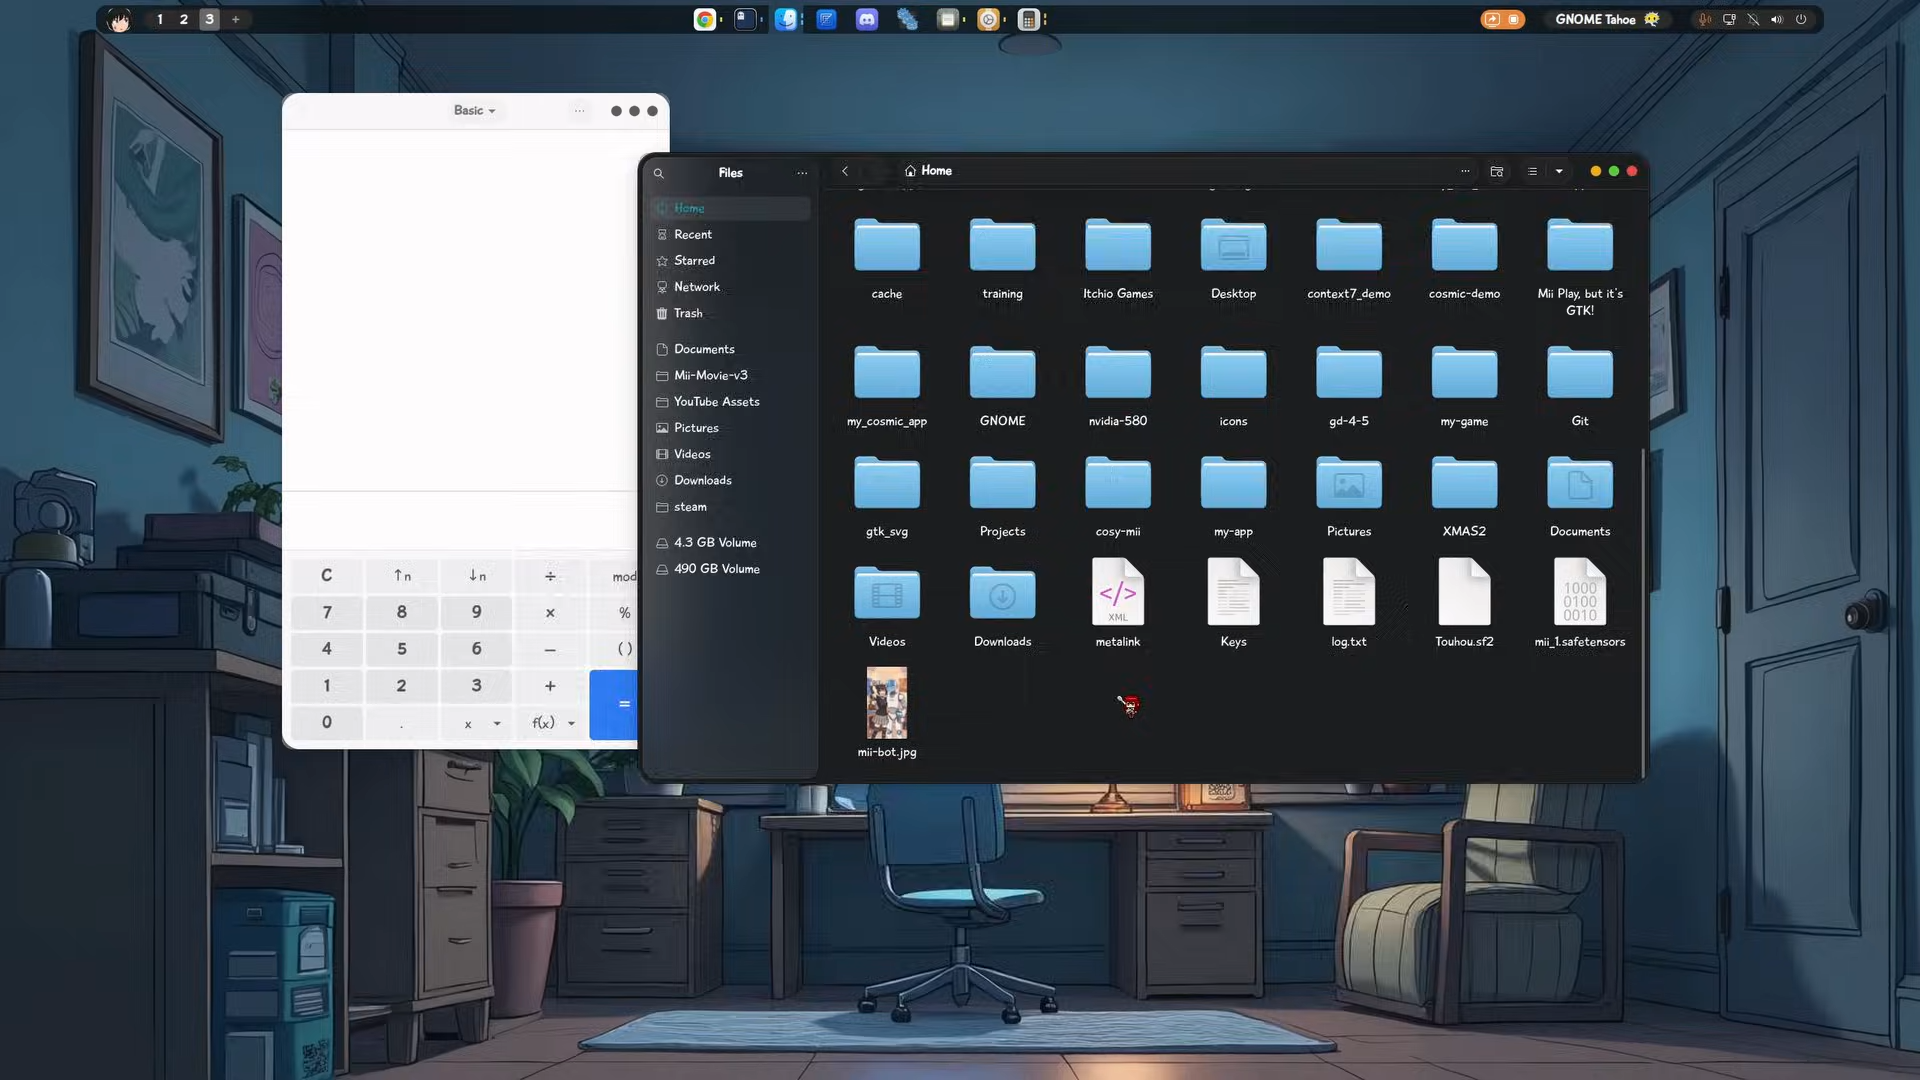 1 2 3 +
GNOME Tahoe
Basic
C ↑n ↓n ÷ mod
7 8 9 × %
4 5 6 − ( )
1 2 3 +
0 . x f(x) =
Files
Home
Recent
Starred
Network
Trash
Documents
Mii-Movie-v3
YouTube Assets
Pictures
Videos
Downloads
steam
4.3 GB Volume
490 GB Volume
Home
cache
training
Itchio Games
Desktop
context7_demo
cosmic-demo
Mii Play, but it's
GTK!
my_cosmic_app
GNOME
nvidia-580
icons
gd-4-5
my-game
Git
gtk_svg
Projects
cosy-mii
my-app
Pictures
XMAS2
Documents
</>
XML
1000
0100
0010
Videos
Downloads
metalink
Keys
log.txt
Touhou.sf2
mii_1.safetensors
mii-bot.jpg